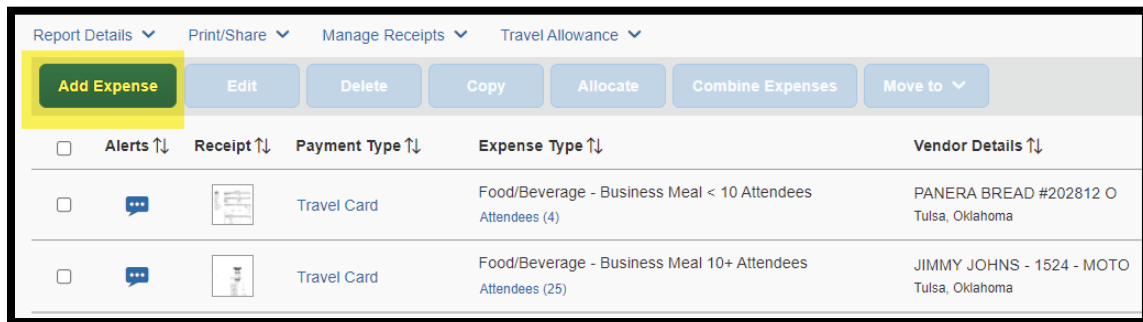 Report Details Print/Share Manage Receipts Travel Allowance
Add Expense Edit Delete Copy Allocate Combine Expenses Move to
Alerts Receipt Payment Type Expense Type Vendor Details
Travel Card Food/Beverage - Business Meal < 10 Attendees PANERA BREAD #202812 O
Attendees (4) Tulsa, Oklahoma
Travel Card Food/Beverage - Business Meal 10+ Attendees JIMMY JOHNS - 1524 - MOTO
Attendees (25) Tulsa, Oklahoma